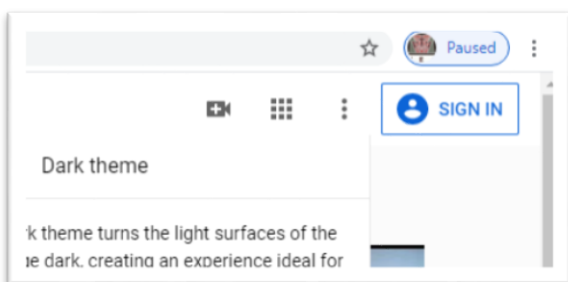 Paused
SIGN IN
Dark theme
theme turns the light surfaces of the
dark, creating an experience ideal for